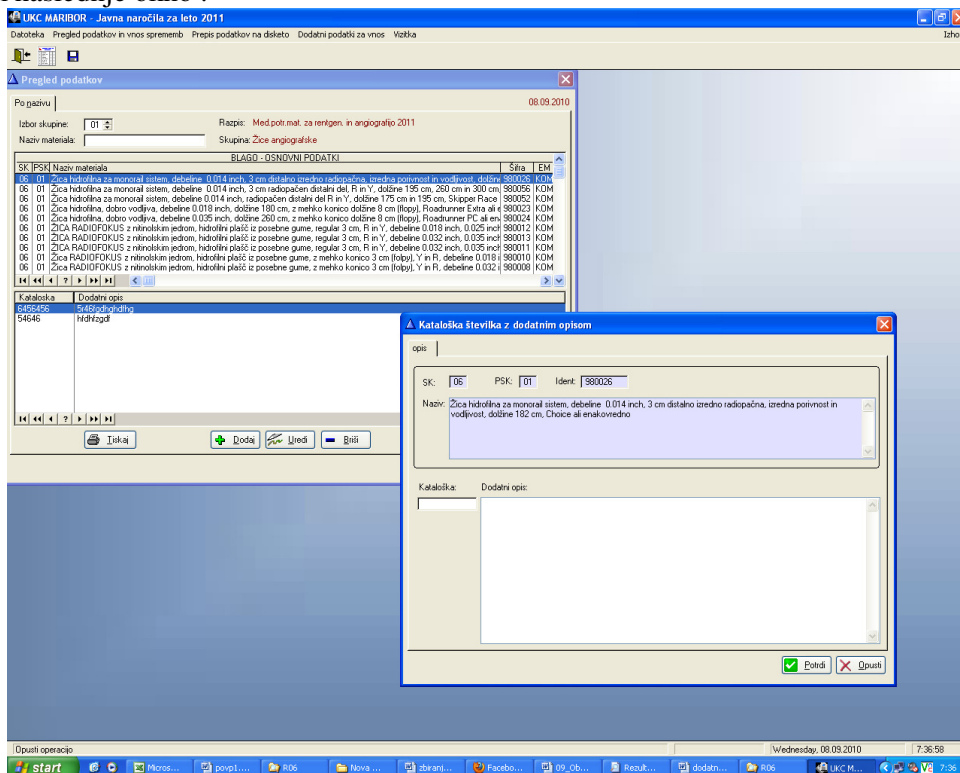 naslednje okno .
UKC MARIBOR - Javna naročila za leto 2011
Datoteka Pregled podatkov in vnos sprememb Prepis podatkov na disketo Dodatni podatki za vnos Vizitka Izho
Pregled podatkov
Po nazivu 08.09.2010
Izbor skupine: 01 Razpis: Med.potr.mat. za rentgen. in angiografijo 2011
Naziv materiala: Skupina: Žice angiografske
BLAGO - OSNOVNI PODATKI
SK PSK Naziv materiala Šifra EM
06 01 Žica hidrofilna za monorail sistem, debeline 0.014 inch, 3 cm distalno izredno radiopačna, izredna porivnost in vodljivost, dolžine 980026 KOM
06 01 Žica hidrofilna za monorail sistem, debeline 0.014 inch, 3 cm radiopačen distalni del, R in Y, dolžine 195 cm, 260 cm in 300 cm 980056 KOM
06 01 Žica hidrofilna za monorail sistem, debeline 0.014 inch, radiopačen distalni del R in Y, dolžine 175 cm in 195 cm, Skipper Race 980052 KOM
06 01 Žica hidrofilna, dobro vodljiva, debeline 0.018 inch, dolžine 180 cm, z mehko konico dolžine 8 cm (flopy), Roadrunner Extra ali e 980023 KOM
06 01 Žica hidrofilna, dobro vodljiva, debeline 0.035 inch, dolžine 260 cm, z mehko konico dolžine 8 cm (flopy), Roadrunner PC ali en 980024 KOM
06 01 ŽICA RADIOFOKUS z nitinolskim jedrom, hidrofilni plašč iz posebne gume, regular 3 cm, R in Y, debeline 0.018 inch, 0.025 inch 980012 KOM
06 01 ŽICA RADIOFOKUS z nitinolskim jedrom, hidrofilni plašč iz posebne gume, regular 3 cm, R in Y, debeline 0.032 inch, 0.035 inch 980013 KOM
06 01 ŽICA RADIOFOKUS z nitinolskim jedrom, hidrofilni plašč iz posebne gume, regular 3 cm, R in Y, debeline 0.032 inch, 0.035 inch 980011 KOM
06 01 Žica RADIOFOKUS z nitinolskim jedrom, hidrofilni plašč iz posebne gume, z mehko konico 3 cm (folpy), Y in R, debeline 0.018 i 980010 KOM
06 01 Žica RADIOFOKUS z nitinolskim jedrom, hidrofilni plašč iz posebne gume, z mehko konico 3 cm (folpy), Y in R, debeline 0.032 i 980008 KOM
Kataloska Dodatni opis
6456456 5r46fgdhghdfhg
54646 hfdhfzgdf
Tiskaj Dodaj Uredi Briši
Kataloška številka z dodatnim opisom
opis
SK: 06 PSK: 01 Ident: 980026
Naziv: Žica hidrofilna za monorail sistem, debeline 0.014 inch, 3 cm distalno izredno radiopačna, izredna porivnost in
vodljivost, dolžine 182 cm, Choice ali enakovredno
Kataloška: Dodatni opis:
Potrdi Opusti
Opusti operacijo Wednesday, 08.09.2010 7:36:58
start Micros... povp1.... R06 Nova ... zbiranj... Facebo... 09_Ob... Rezult... dodatn... R06 UKC M... 7:36